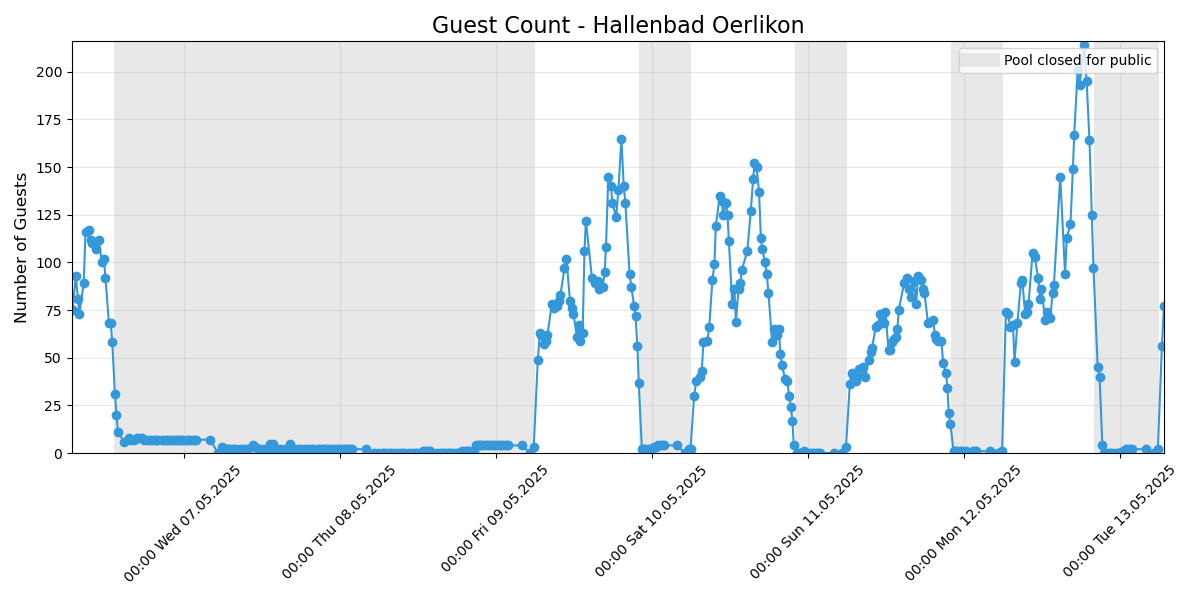 Guest Count - Hallenbad Oerlikon
Pool closed for public
Number of Guests
200
175
150
125
100
75
50
25
0
00:00 Wed 07.05.2025
00:00 Thu 08.05.2025
00:00 Fri 09.05.2025
00:00 Sat 10.05.2025
00:00 Sun 11.05.2025
00:00 Mon 12.05.2025
00:00 Tue 13.05.2025